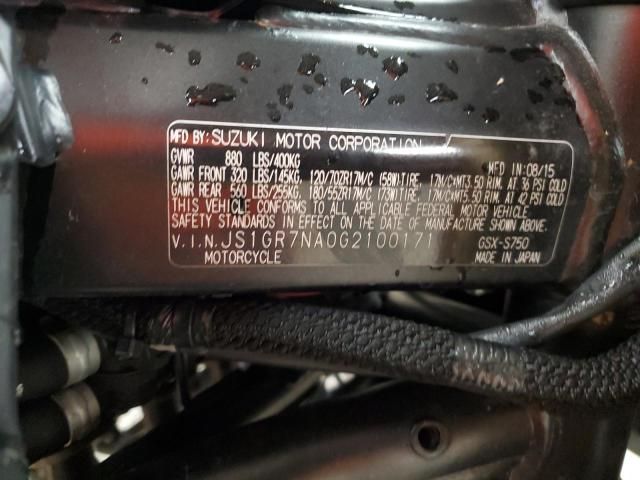 MFD BY: SUZUKI MOTOR CORPORATION
GVWR 880 LBS/400KG MFD IN:08/15
GAWR FRONT 320 LBS/145KG 120/70ZR17M/C (58W)TIRE, 17M/C×MT3.50 RIM, AT 36 PSI COLD
GAWR REAR 560 LBS/255KG 180/55ZR17M/C (73W)TIRE, 17M/C×MT5.50 RIM, AT 42 PSI COLD
THIS VEHICLE CONFORMS TO ALL APPLICABLE FEDERAL MOTOR VEHICLE
SAFETY STANDARDS IN EFFECT ON THE DATE OF MANUFACTURE SHOWN ABOVE.
V.I.N. JS1GR7NA0G2100171 GSX-S750
MOTORCYCLE MADE IN JAPAN